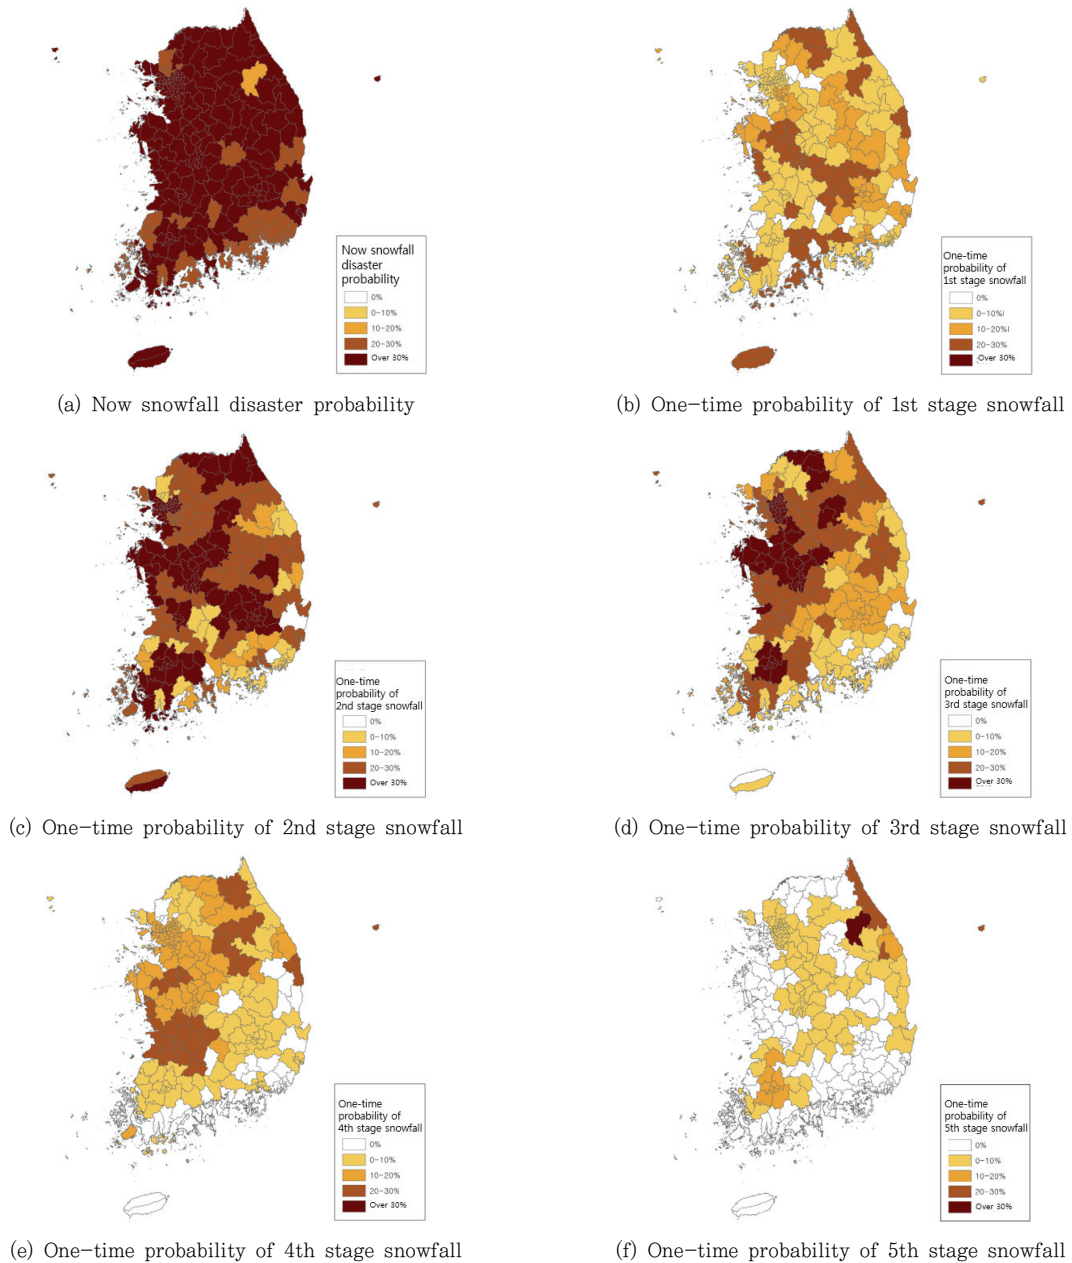 Now snowfall
disaster
probability
0%
0-10%
10-20%
20-30%
Over 30%
(a) Now snowfall disaster probability
One-time
probability of
1st stage snowfall
0%
0-10%l
10-20%l
20-30%
Over 30%
(b) One-time probability of 1st stage snowfall
One-time
probability of
2nd stage snowfall
0%
0-10%
10-20%
20-30%
Over 30%
(c) One-time probability of 2nd stage snowfall
One-time
probability of
3rd stage snowfall
0%
0-10%
10-20%
20-30%
Over 30%
(d) One-time probability of 3rd stage snowfall
One-time
probability of
4th stage snowfall
0%
0-10%
10-20%
20-30%
Over 30%
(e) One-time probability of 4th stage snowfall
One-time
probability of
5th stage snowfall
0%
0-10%
10-20%
20-30%
Over 30%
(f) One-time probability of 5th stage snowfall